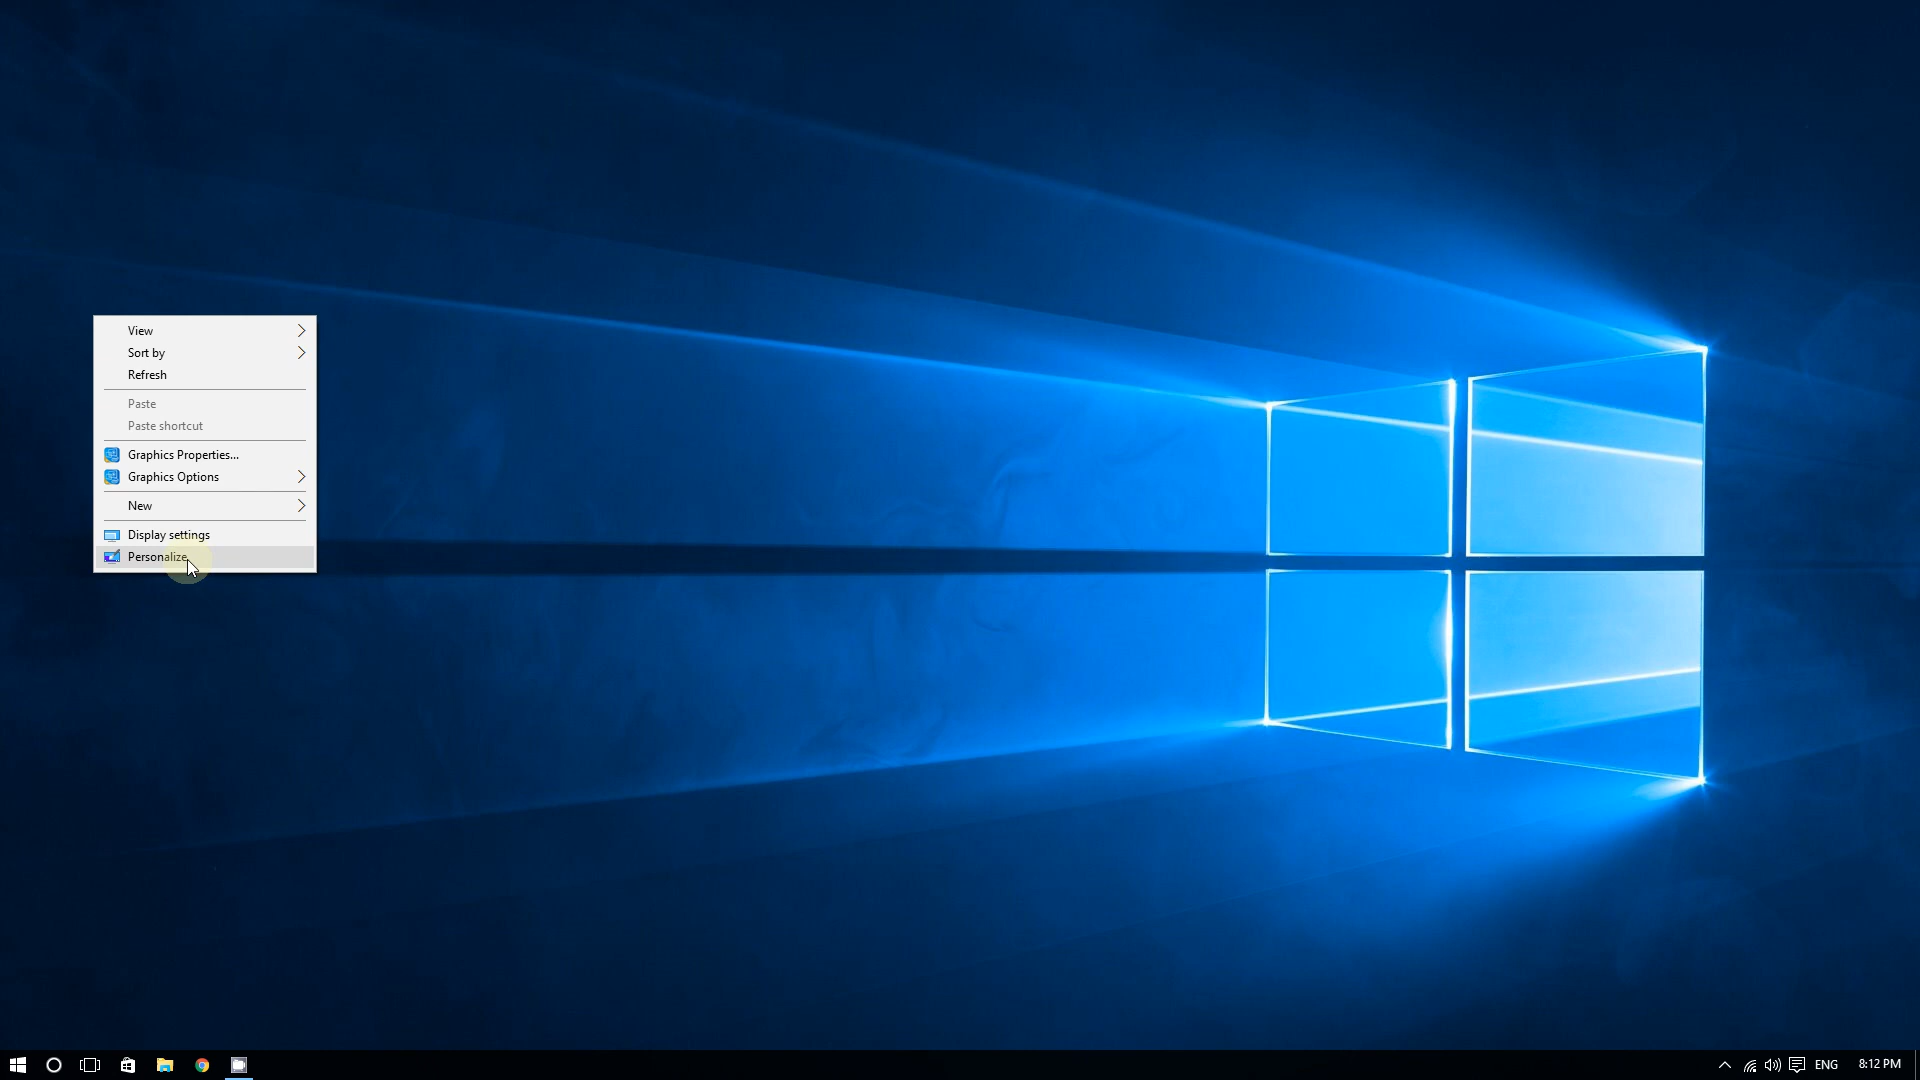 View
Sort by
Refresh
Paste
Paste shortcut
Graphics Properties...
Graphics Options
New
Display settings
Personalize
ENG
8:12 PM